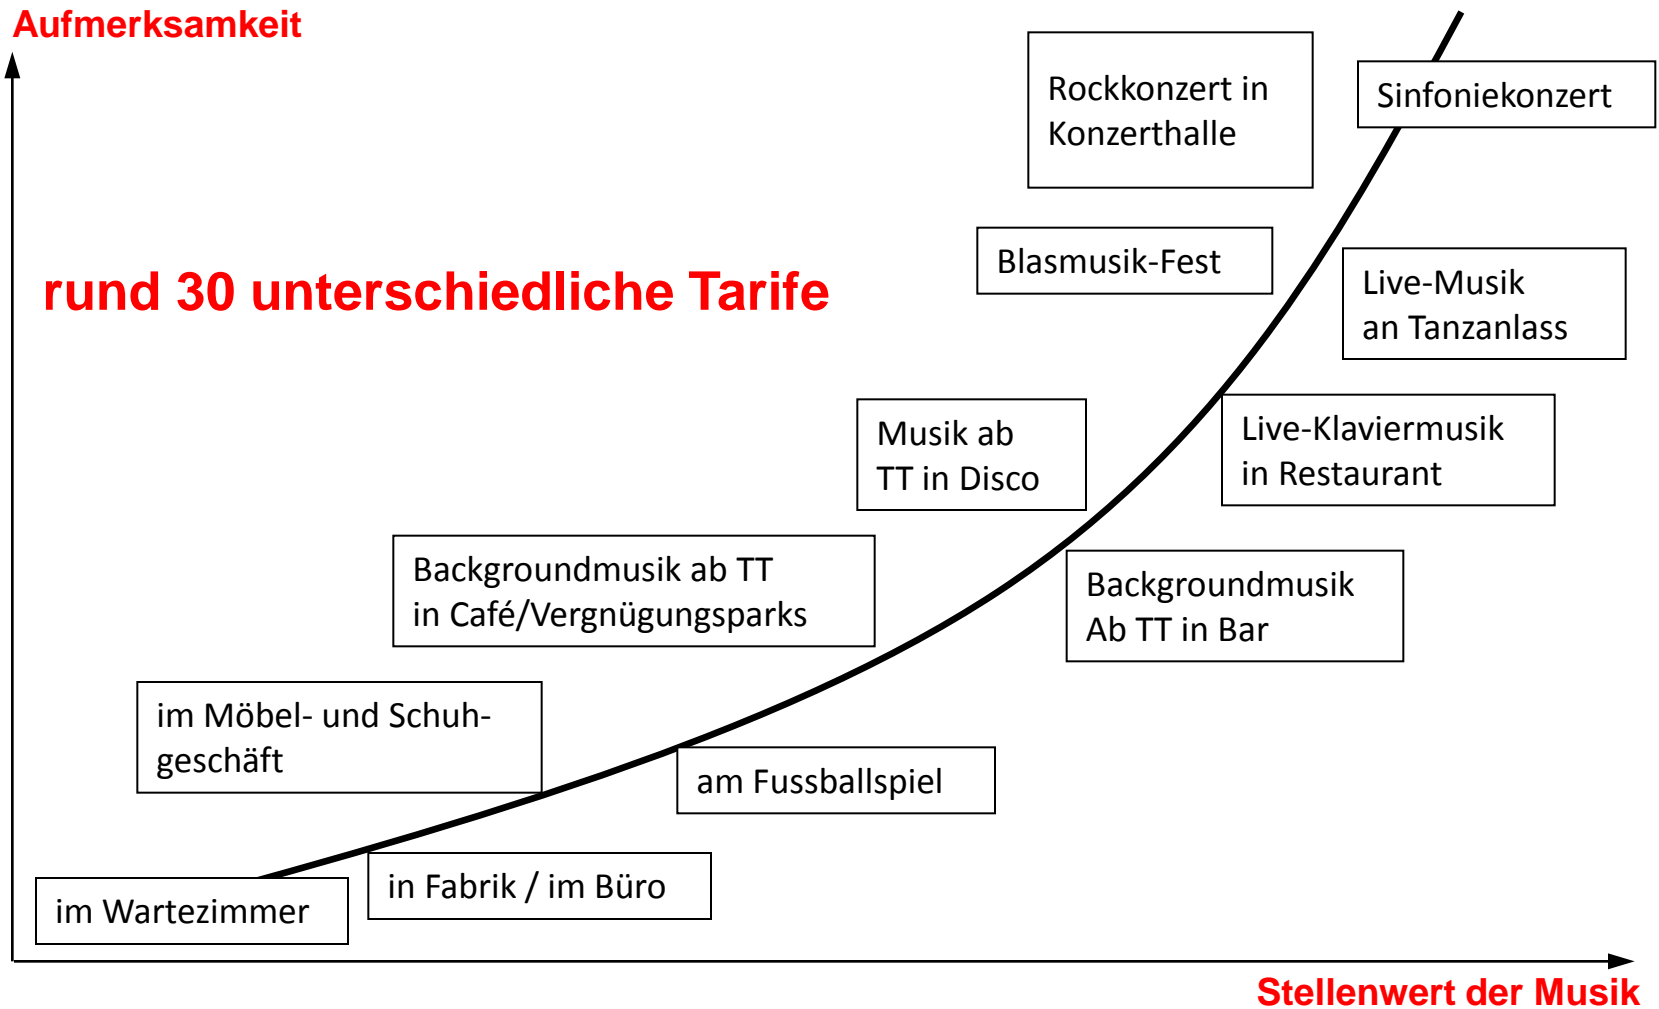 Aufmerksamkeit
Rockkonzert in
Konzerthalle
Sinfoniekonzert
Blasmusik-Fest
rund 30 unterschiedliche Tarife
Live-Musik
an Tanzanlass
Musik ab
TT in Disco
Live-Klaviermusik
in Restaurant
Backgroundmusik ab TT
in Café/Vergnügungsparks
Backgroundmusik
Ab TT in Bar
im Möbel- und Schuh-
geschäft
am Fussballspiel
in Fabrik / im Büro
im Wartezimmer
Stellenwert der Musik